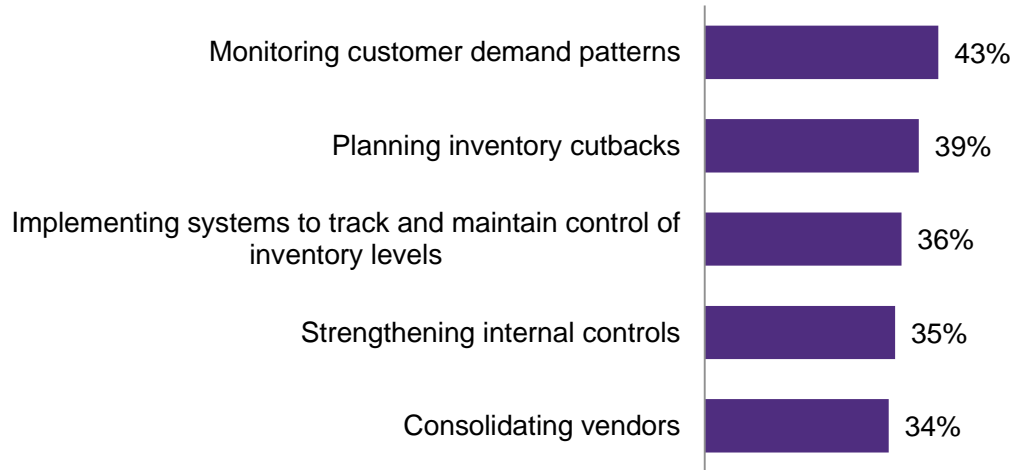 Monitoring customer demand patterns 43%
Planning inventory cutbacks 39%
Implementing systems to track and maintain control of
inventory levels 36%
Strengthening internal controls 35%
Consolidating vendors 34%